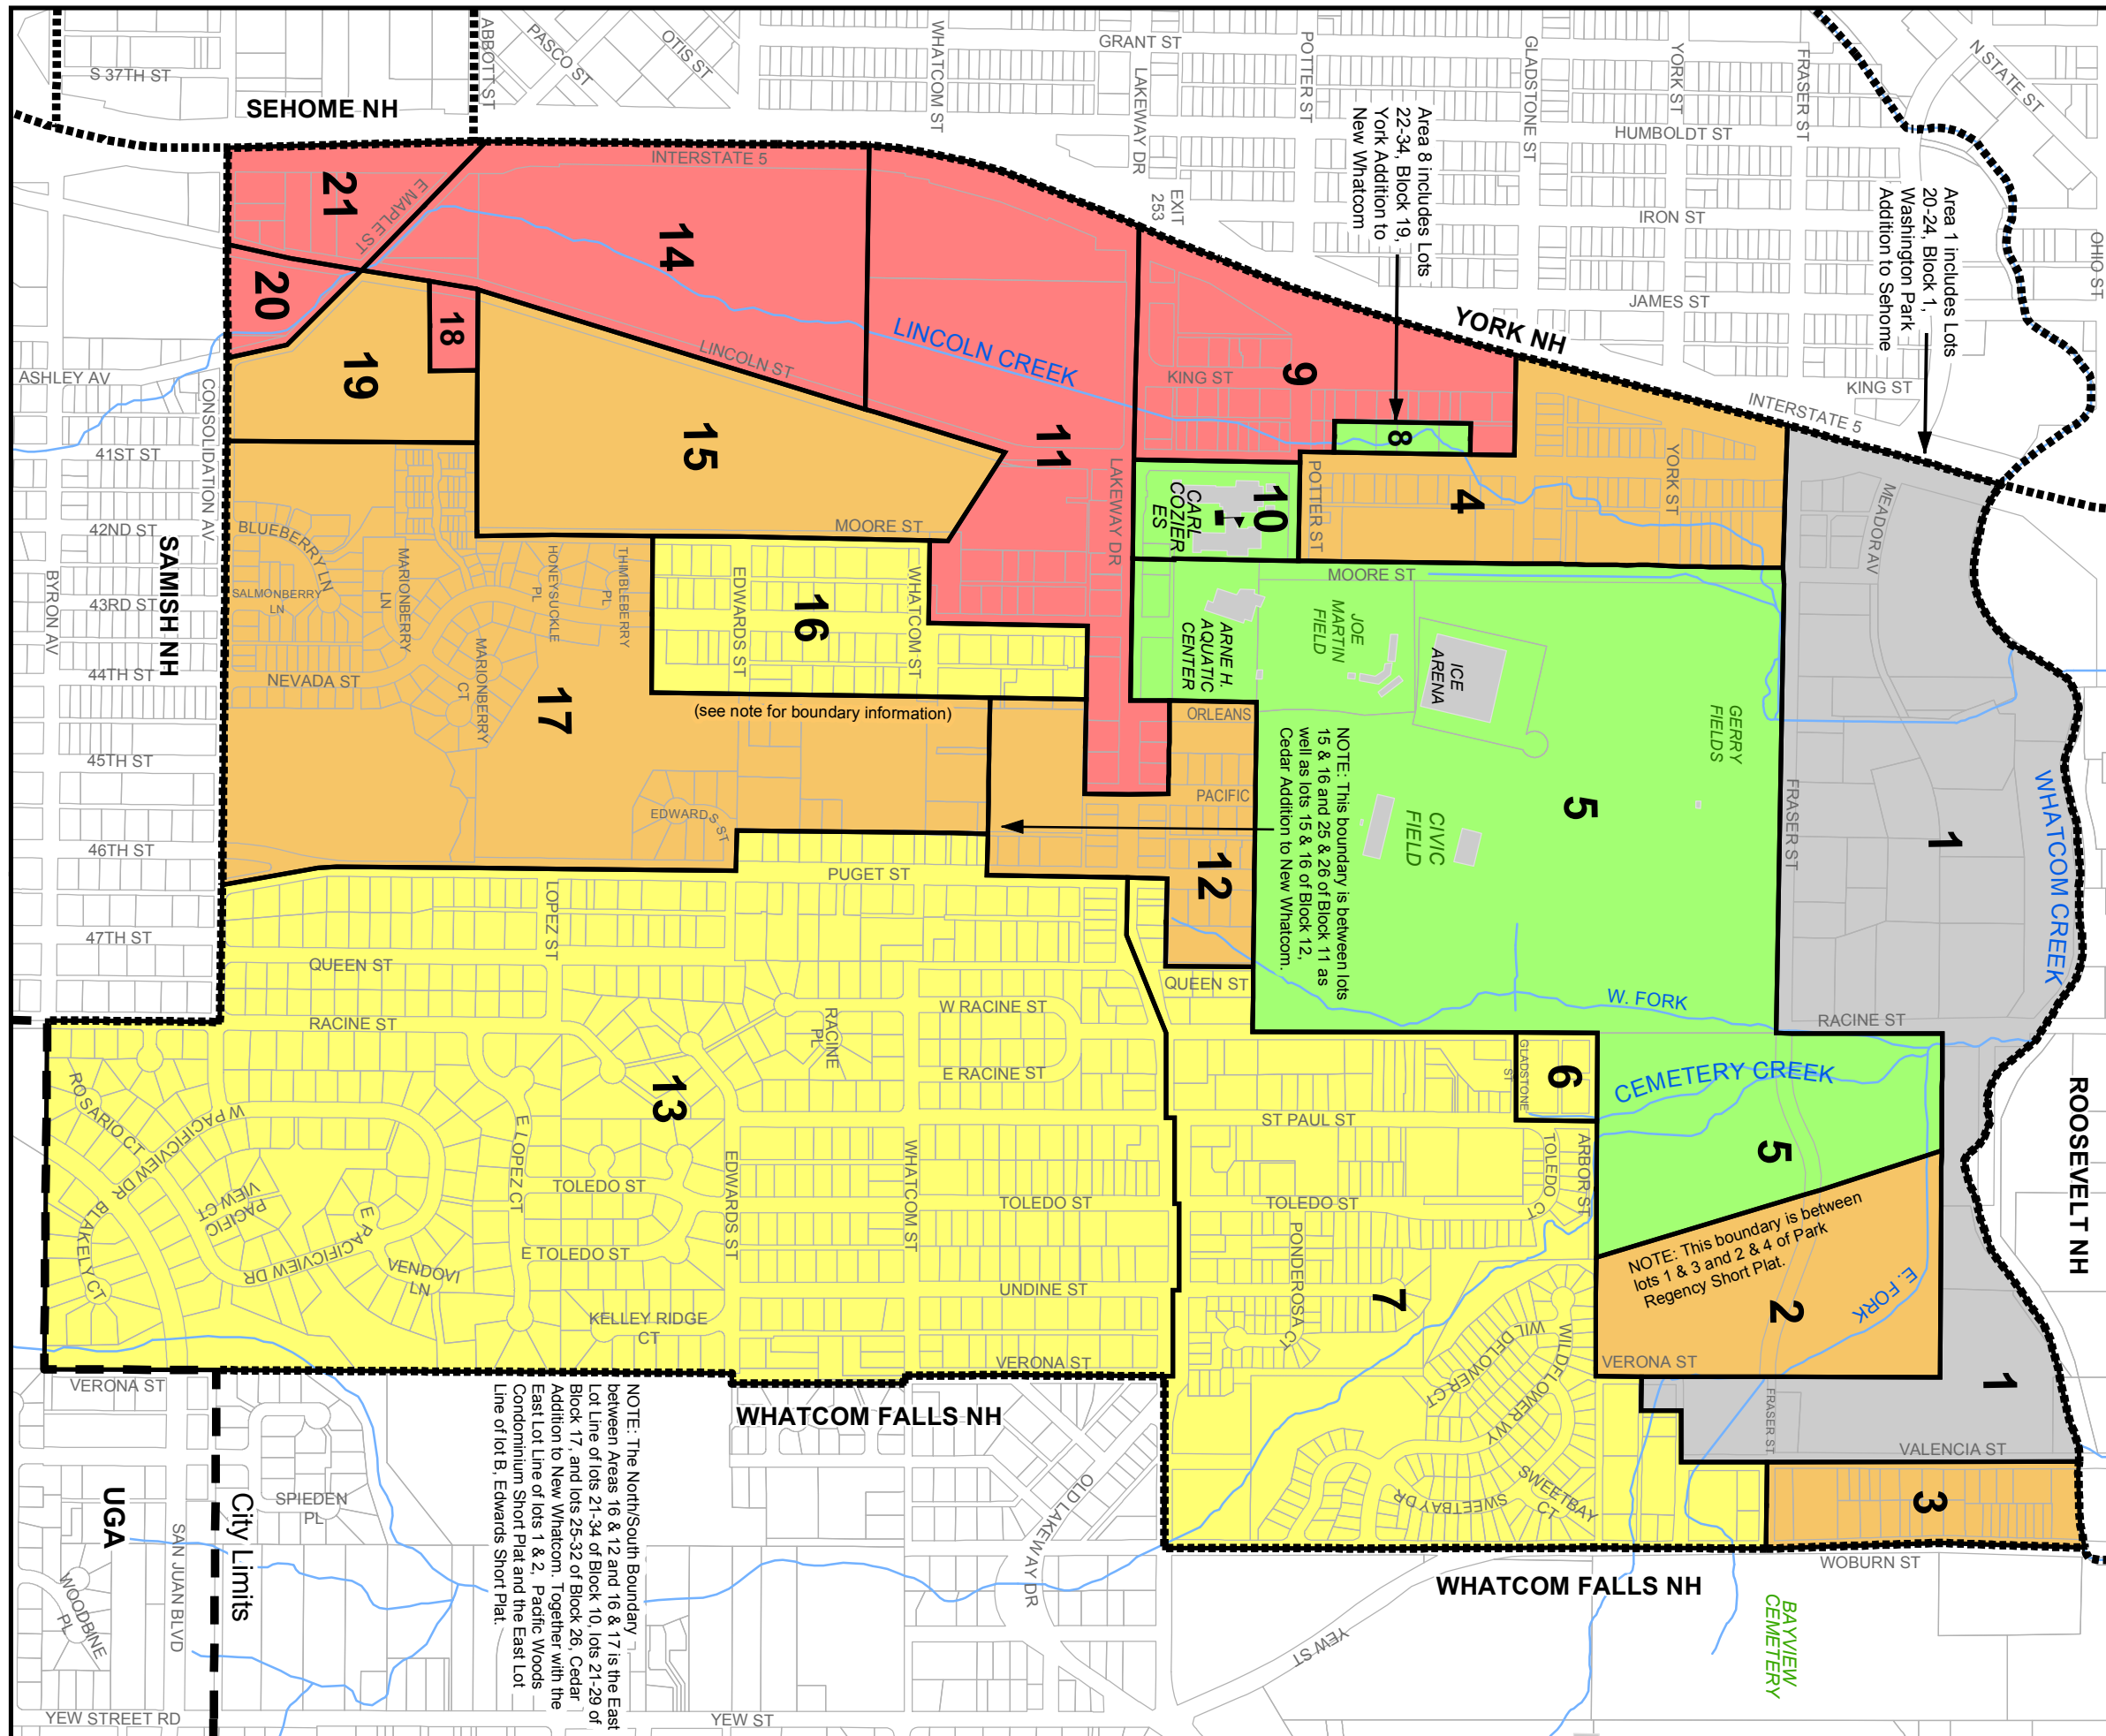 S 37TH ST
SEHOME NH
ABBOTT ST
PASCO ST
OTIS ST
WHATCOM ST
GRANT ST
LAKEWAY DR
POTTER ST
GLADSTONE ST
YORK ST
FRASER ST
N STATE ST
HUMBOLDT ST
IRON ST
JAMES ST
KING ST
OHIO ST
EXIT
253
Area 8 includes Lots
22-34, Block 19,
York Addition to
New Whatcom
Area 1 includes Lots
20-24, Block 1,
Washington Park
Addition to Sehome
INTERSTATE 5
YORK NH
INTERSTATE 5
21
E MAPLE ST
20
14
18
19
LINCOLN ST
LINCOLN CREEK
15
11
KING ST
9
8
10
CARL
COZIER
ES
POTTER ST
4
YORK ST
MEADOR AV
LAKEWAY DR
MOORE ST
MOORE ST
ASHLEY AV
CONSOLIDATION AV
41ST ST
42ND ST
43RD ST
44TH ST
45TH ST
46TH ST
47TH ST
BYRON AV
SAMISH NH
BLUEBERRY LN
SALMONBERRY
LN
MARIONBERRY
LN
HONEYSUCKLE
PL
THIMBLEBERRY
PL
MARIONBERRY
CT
NEVADA ST
17
EDWARDS ST
16
WHATCOM ST
(see note for boundary information)
EDWARDS ST
ARNE H.
AQUATIC
CENTER
JOE
MARTIN
FIELD
ICE
ARENA
GERRY
FIELDS
CIVIC
FIELD
5
FRASER ST
1
WHATCOM CREEK
ORLEANS
PACIFIC
12
NOTE: This boundary is between lots
15 & 16 and 25 & 26 of Block 11 as
well as lots 15 & 16 of Block 12,
Cedar Addition to New Whatcom.
PUGET ST
LOPEZ ST
QUEEN ST
QUEEN ST
RACINE ST
W RACINE ST
RACINE
PL
E RACINE ST
W. FORK
RACINE ST
GLADSTONE
ST
6
CEMETERY CREEK
5
ROOSEVELT NH
ROSARIO CT
W PACIFICVIEW DR
PACIFIC
VIEW CT
BLAKELY CT
E PACIFICVIEW DR
VENDOVI
LN
E LOPEZ CT
13
TOLEDO ST
E TOLEDO ST
KELLEY RIDGE
CT
EDWARDS ST
WHATCOM ST
TOLEDO ST
UNDINE ST
VERONA ST
ST PAUL ST
TOLEDO ST
TOLEDO
CT
ARBOR ST
PONDEROSA CT
7
WILDFLOWER CT
WILDFLOWER WY
SWEETBAY DR
SWEETBAY
CT
NOTE: This boundary is between
lots 1 & 3 and 2 & 4 of Park
Regency Short Plat.
2
E. FORK
VERONA ST
1
FRASER ST
VALENCIA ST
3
WOBURN ST
WHATCOM FALLS NH
BAYVIEW
CEMETERY
VERONA ST
WHATCOM FALLS NH
NOTE: The North/South Boundary
between Areas 16 & 12 and 16 & 17 is the East
Lot Line of lots 21-34 of Block 10, lots 21-29 of
Block 17, and lots 25-32 of Block 26, Cedar
Addition to New Whatcom. Together with the
East Lot Line of lots 1 & 2, Pacific Woods
Condominium Short Plat and the East Lot
Line of lot B, Edwards Short Plat.
OLD LAKEWAY DR
YEW ST
UGA
City Limits
SPIEDEN
PL
SAN JUAN BLVD
WOODBINE
PL
YEW STREET RD
YEW ST